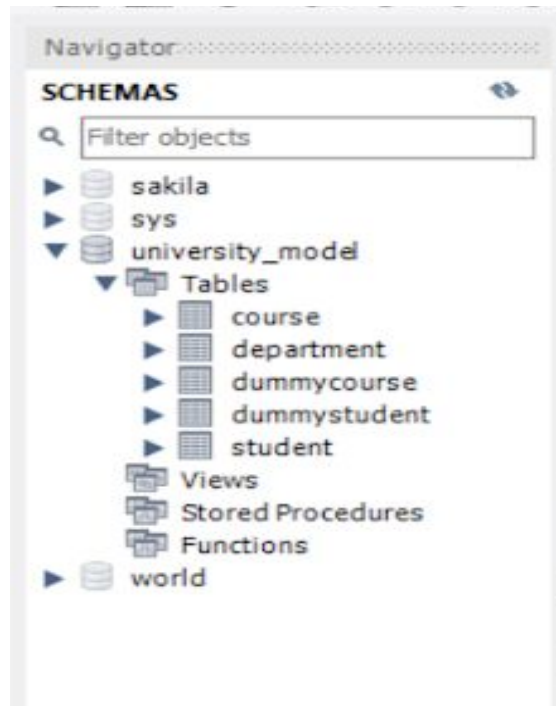 Navigator
SCHEMAS
Filter objects
sakila
sys
university_model
Tables
course
department
dummycourse
dummystudent
student
Views
Stored Procedures
Functions
world